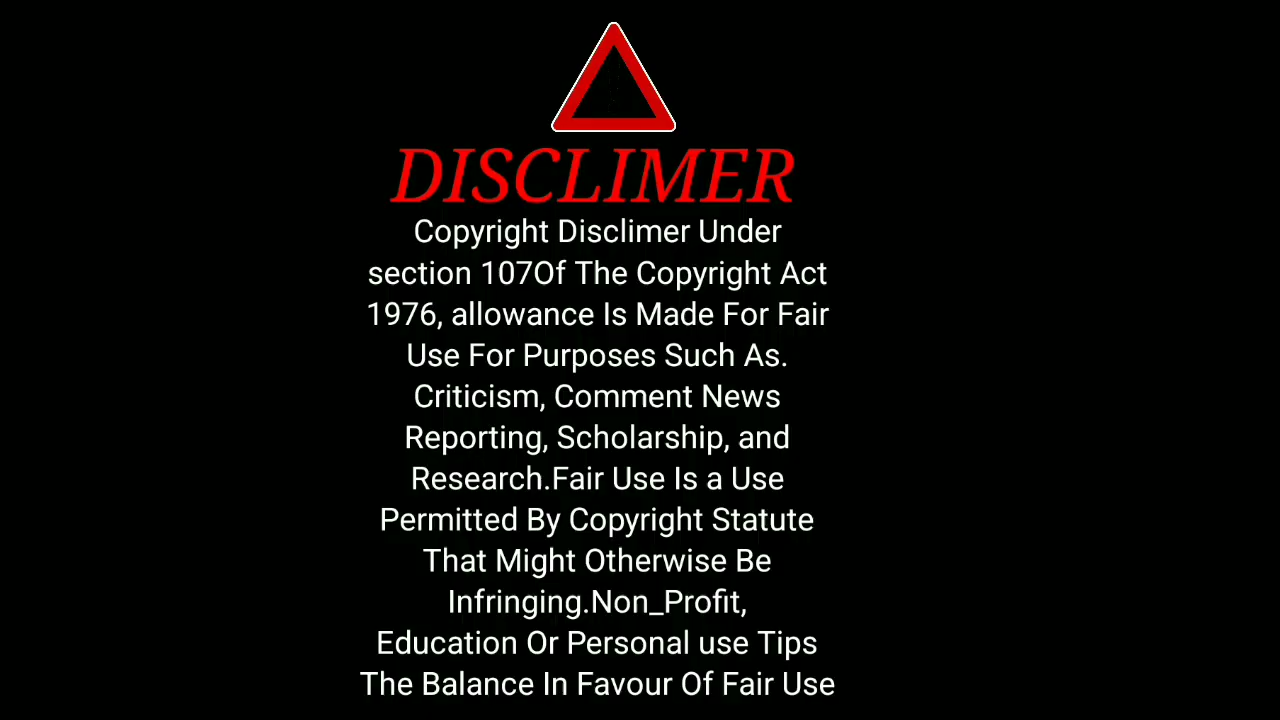 DISCLIMER
Copyright Disclimer Under
section 107Of The Copyright Act
1976, allowance Is Made For Fair
Use For Purposes Such As.
Criticism, Comment News
Reporting, Scholarship, and
Research.Fair Use Is a Use
Permitted By Copyright Statute
That Might Otherwise Be
Infringing.Non_Profit,
Education Or Personal use Tips
The Balance In Favour Of Fair Use